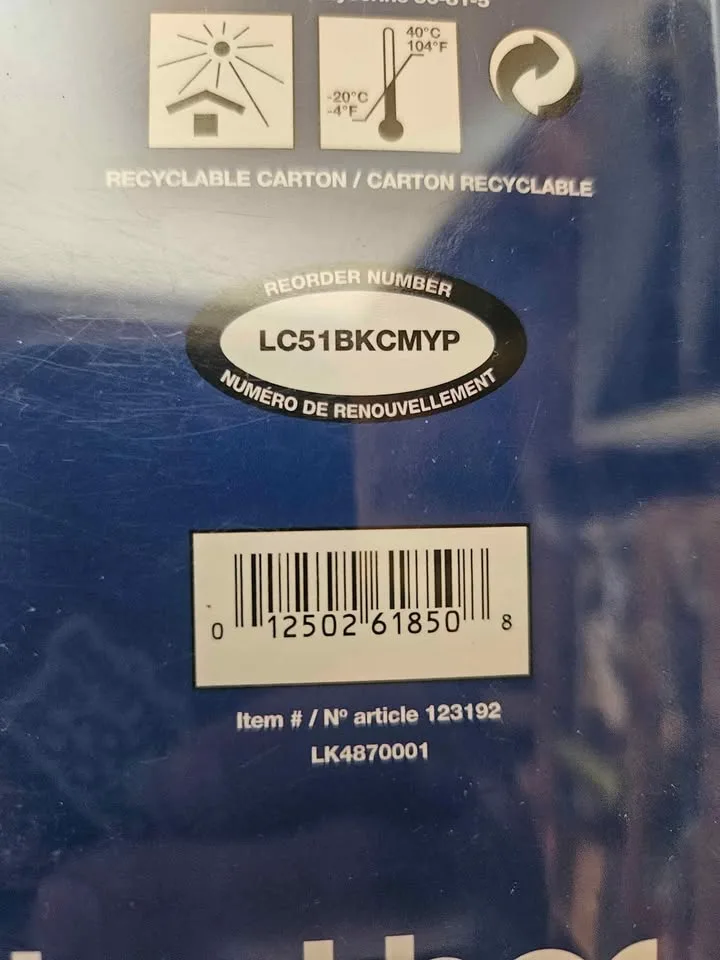 40°C
104°F
-20°C
-4°F
RECYCLABLE CARTON / CARTON RECYCLABLE
REORDER NUMBER
LC51BKCMYP
NUMÉRO DE RENOUVELLEMENT
0 12502 61850 8
Item # / Nº article 123192
LK4870001